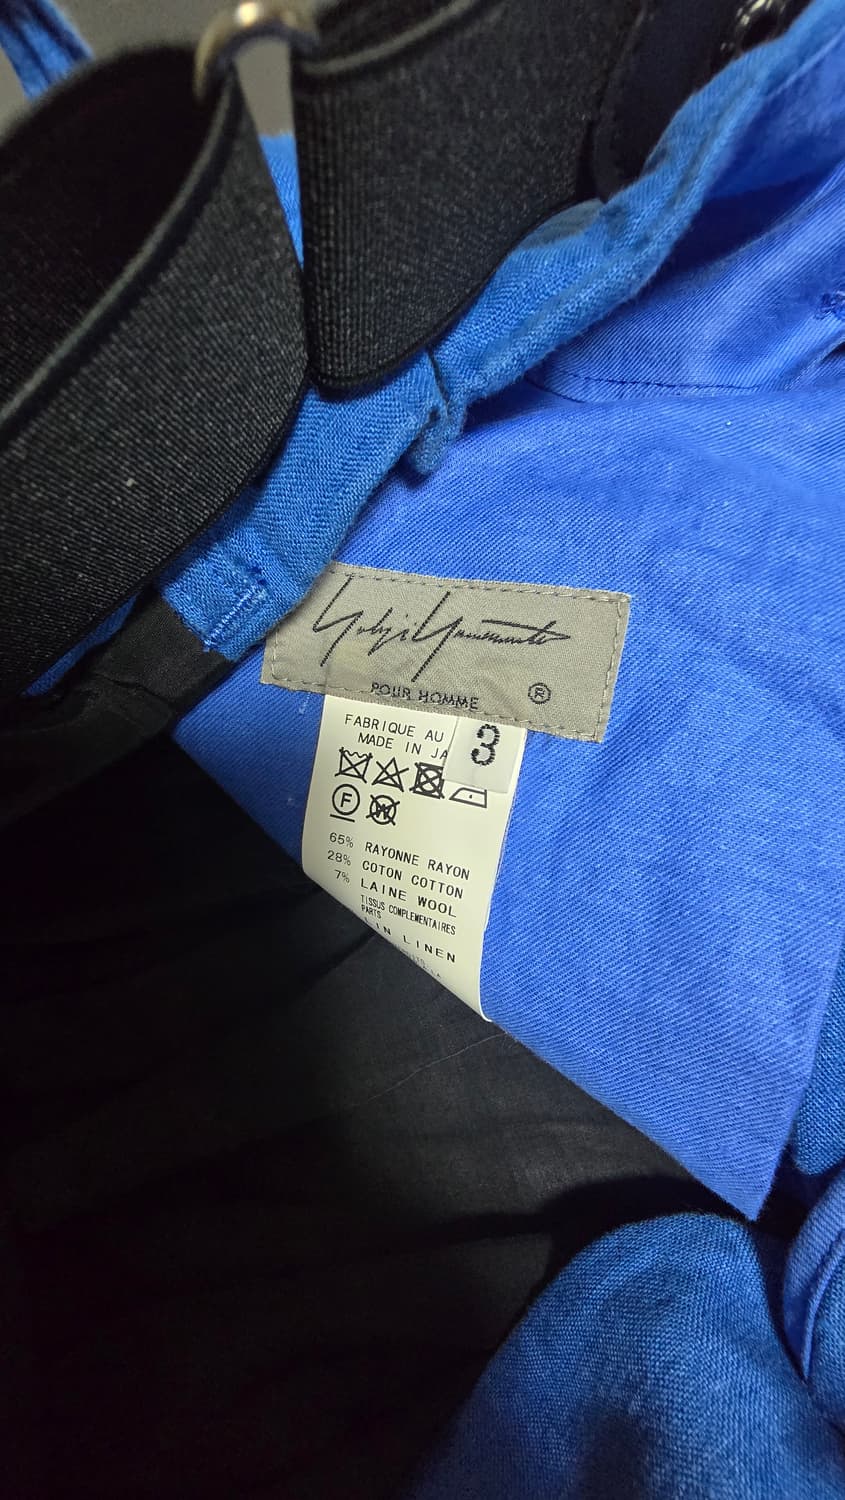 Yohji Yamamoto
POUR HOMME ®
3
FABRIQUE AU
MADE IN JA
F
W
65% RAYONNE RAYON
28% COTON COTTON
7% LAINE WOOL
TISSUS COMPLEMENTAIRES
PARTS
LIN LINEN